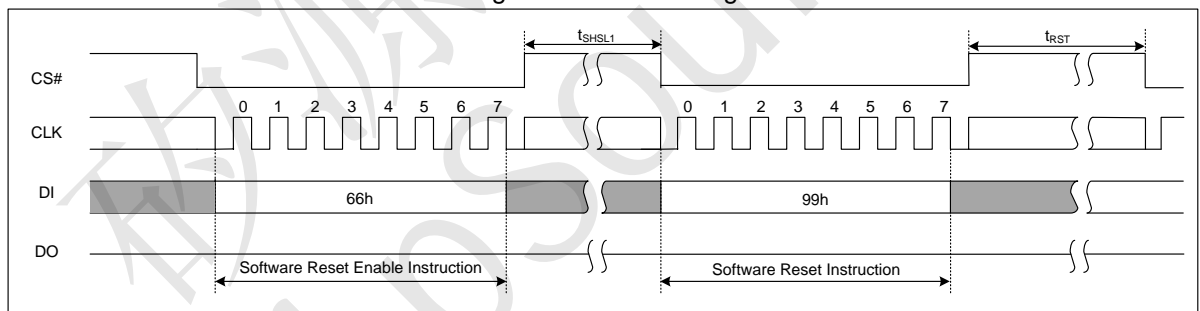 tSHSL1 tRST
CS#
0 1 2 3 4 5 6 7 0 1 2 3 4 5 6 7
CLK
DI 66h 99h
DO
Software Reset Enable Instruction Software Reset Instruction